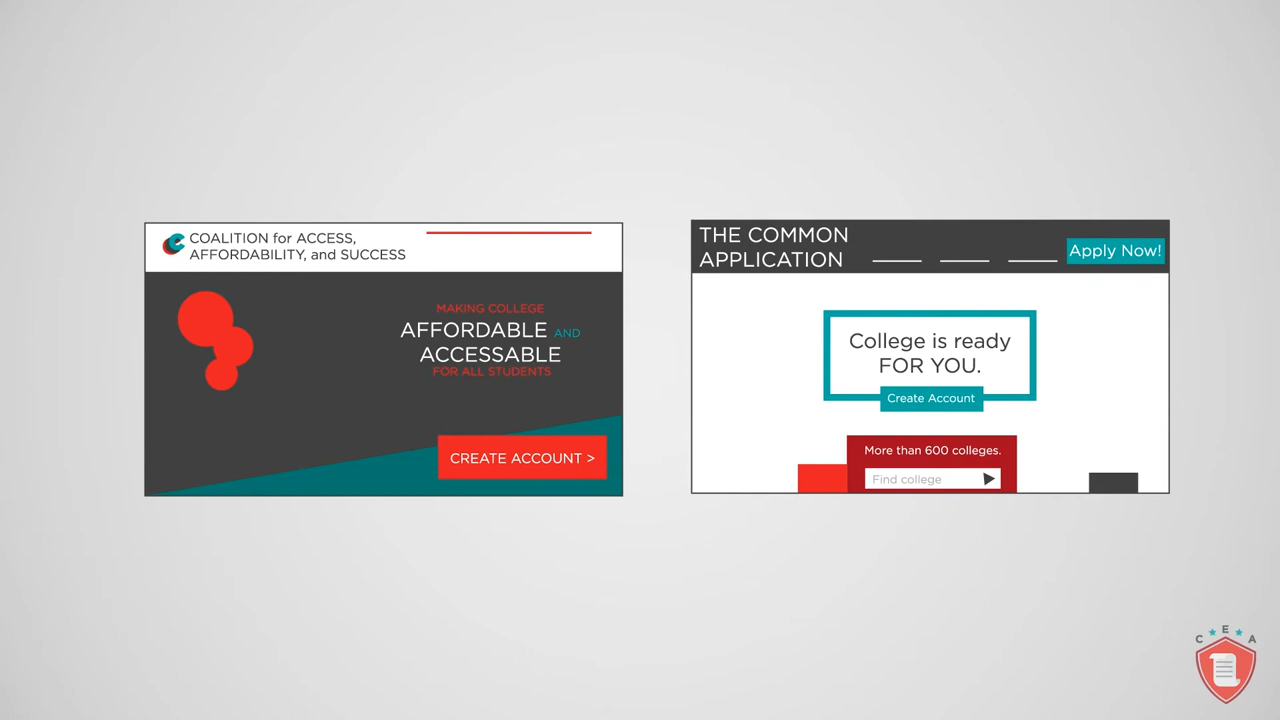 COALITION for ACCESS,
AFFORDABILITY, and SUCCESS
MAKING COLLEGE
AFFORDABLE AND
ACCESSABLE
FOR ALL STUDENTS
CREATE ACCOUNT >
THE COMMON
APPLICATION
Apply Now!
College is ready
FOR YOU.
Create Account
More than 600 colleges.
Find college
C E A